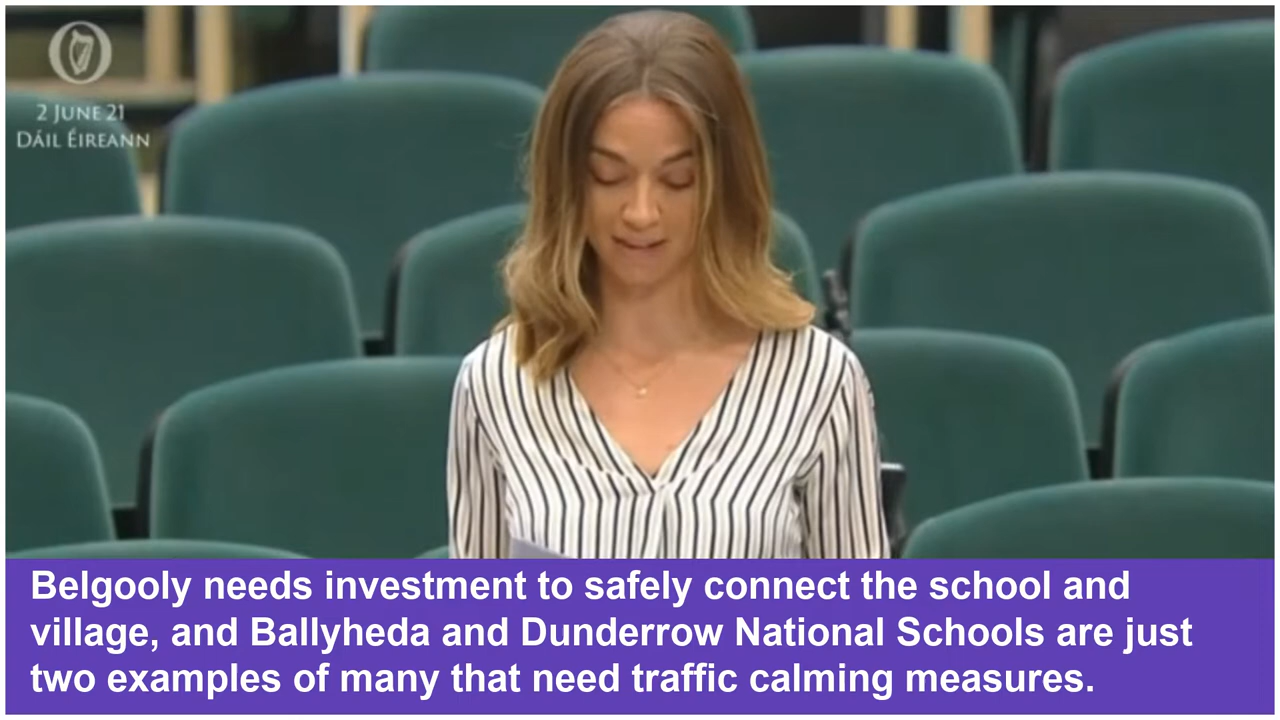 2 JUNE 21
DÁIL ÉIREANN
Belgooly needs investment to safely connect the school and
village, and Ballyheda and Dunderrow National Schools are just
two examples of many that need traffic calming measures.